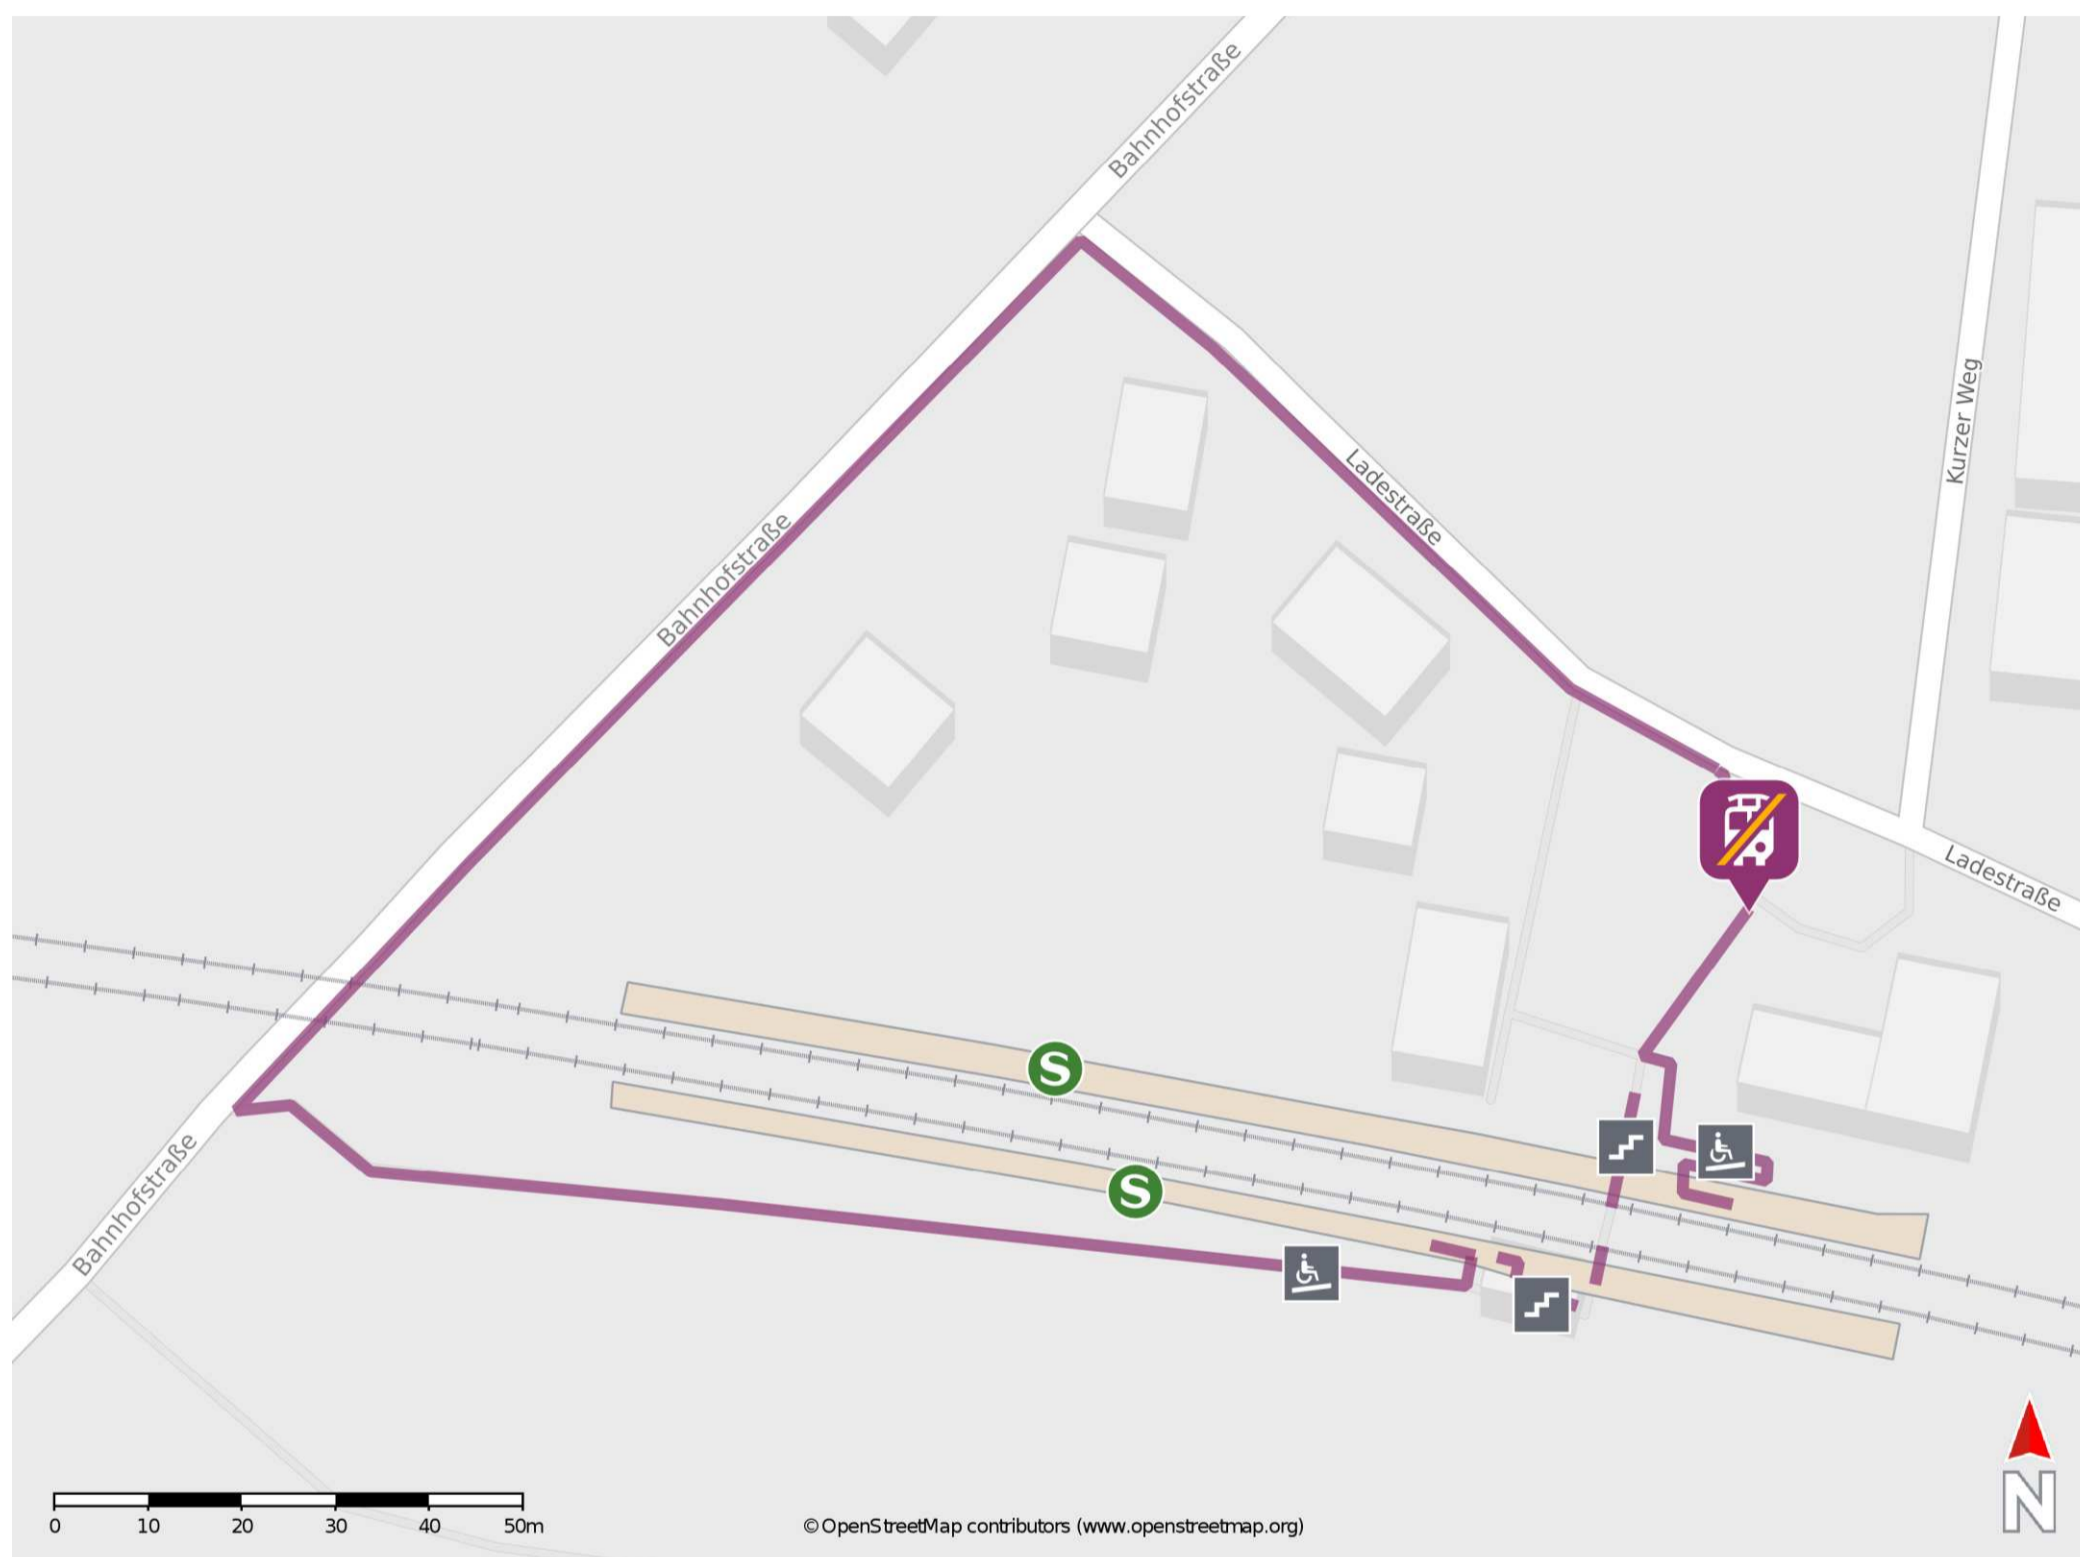 Bahnhofstraße
Kurzer Weg
Ladestraße
Bahnhofstraße
Ladestraße
S
S
Bahnhofstraße
N
0 10 20 30 40 50m
© OpenStreetMap contributors (www.openstreetmap.org)